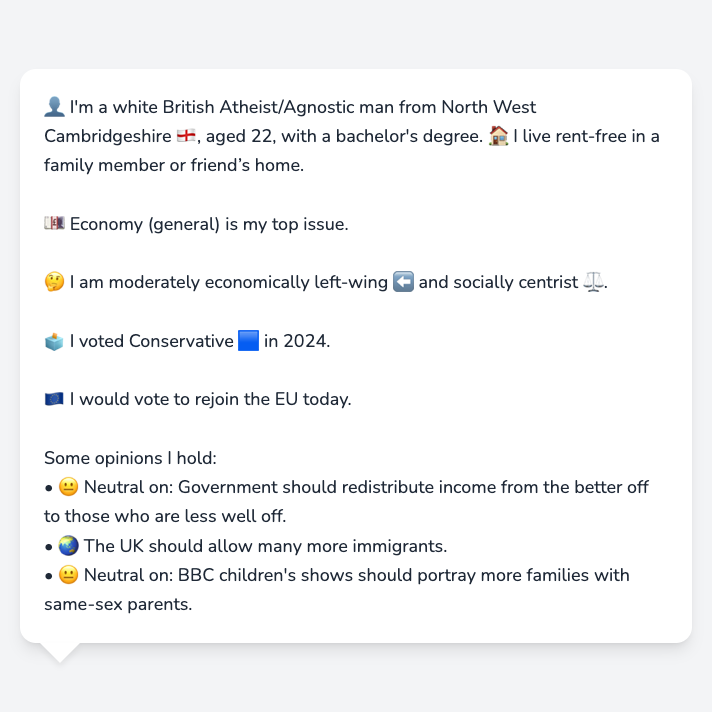 👤 I'm a white British Atheist/Agnostic man from North West
Cambridgeshire 🏴󠁧󠁢󠁥󠁮󠁧󠁿, aged 22, with a bachelor's degree. 🏠 I live rent-free in a
family member or friend’s home.
💷 Economy (general) is my top issue.
🤔 I am moderately economically left-wing ⬅️ and socially centrist ⚖️.
🗳️ I voted Conservative 🟦 in 2024.
🇪🇺 I would vote to rejoin the EU today.
Some opinions I hold:
• 😐 Neutral on: Government should redistribute income from the better off
to those who are less well off.
• 🌏 The UK should allow many more immigrants.
• 😐 Neutral on: BBC children's shows should portray more families with
same-sex parents.